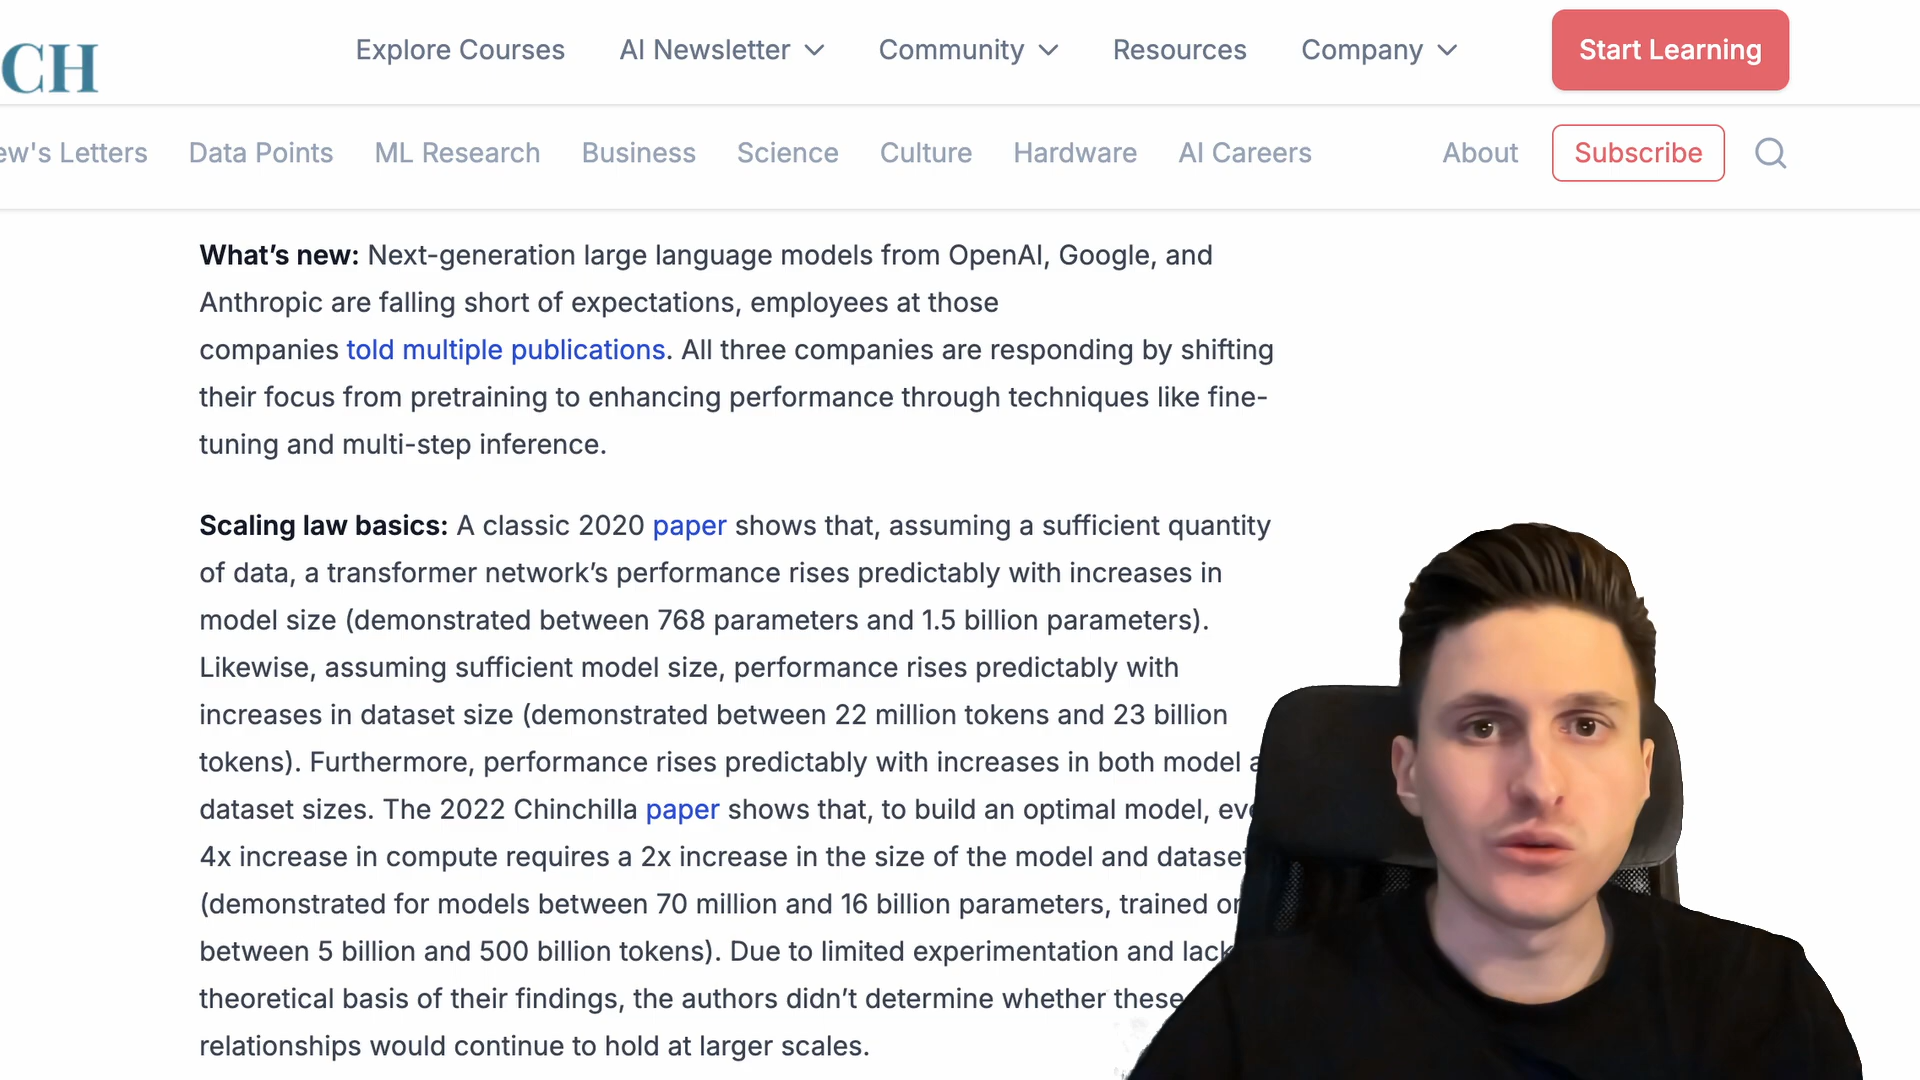 CH
Explore Courses
AI Newsletter
Community
Resources
Company
Start Learning
ew's Letters
Data Points
ML Research
Business
Science
Culture
Hardware
AI Careers
About
Subscribe
What’s new: Next-generation large language models from OpenAI, Google, and
Anthropic are falling short of expectations, employees at those
companies told multiple publications. All three companies are responding by shifting
their focus from pretraining to enhancing performance through techniques like fine-
tuning and multi-step inference.
Scaling law basics: A classic 2020 paper shows that, assuming a sufficient quantity
of data, a transformer network’s performance rises predictably with increases in
model size (demonstrated between 768 parameters and 1.5 billion parameters).
Likewise, assuming sufficient model size, performance rises predictably with
increases in dataset size (demonstrated between 22 million tokens and 23 billion
tokens). Furthermore, performance rises predictably with increases in both model
dataset sizes. The 2022 Chinchilla paper shows that, to build an optimal model,
4x increase in compute requires a 2x increase in the size of the model and dataset
(demonstrated for models between 70 million and 16 billion parameters, trained
between 5 billion and 500 billion tokens). Due to limited experimentation and lack
theoretical basis of their findings, the authors didn’t determine whether these
relationships would continue to hold at larger scales.